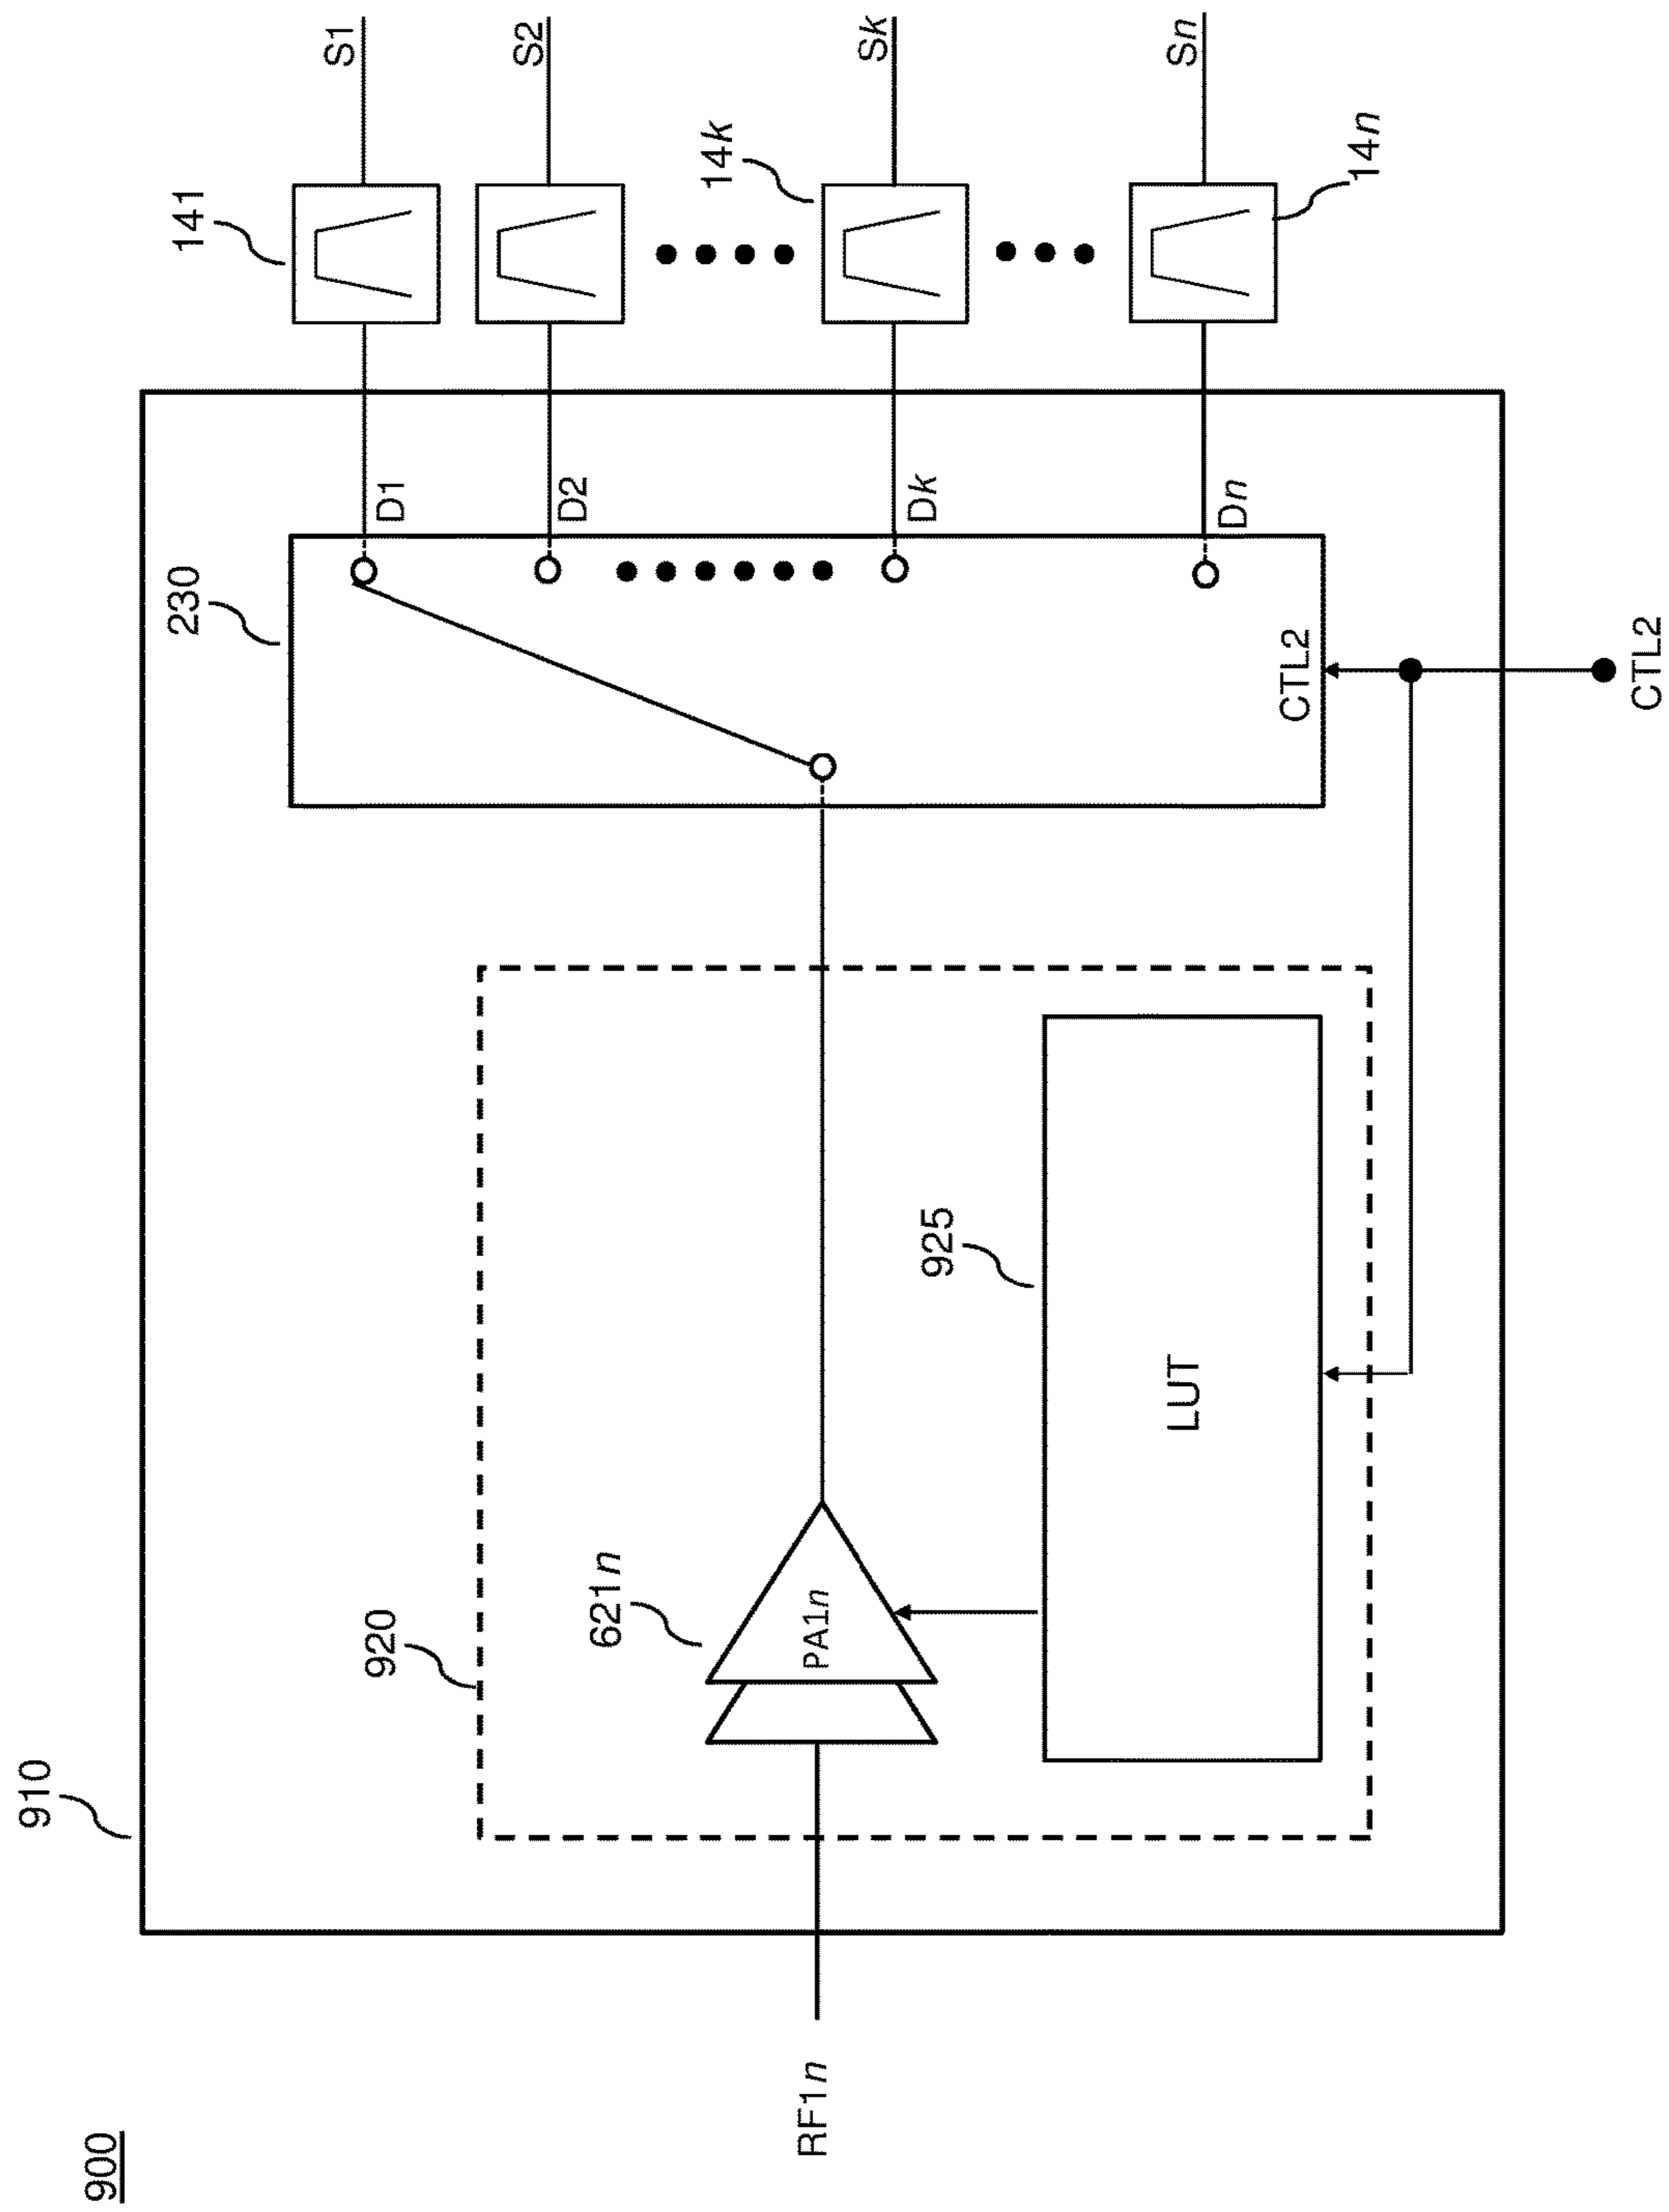 900
910
920
RF1n
621n
PA1n
925
LUT
230
D1
D2
Dk
Dn
CTL2
CTL2
141
14k
14n
S1
S2
Sk
Sn